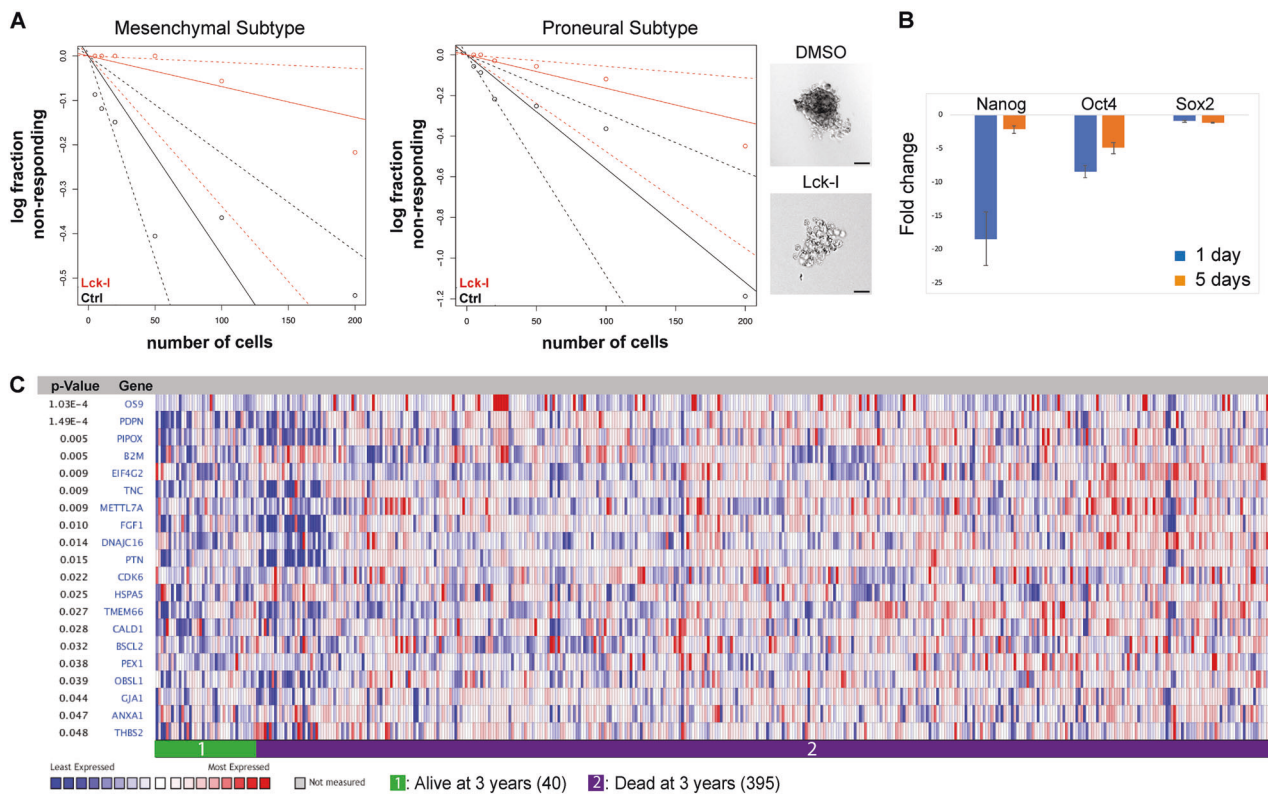 A
Mesenchymal Subtype
log fraction
non-responding
0.0
-0.1
-0.2
-0.3
-0.4
-0.5
Lck-I
Ctrl
0 50 100 150 200
number of cells
Proneural Subtype
log fraction
non-responding
0.0
-0.2
-0.4
-0.6
-0.8
-1.0
-1.2
Lck-I
Ctrl
0 50 100 150 200
number of cells
DMSO
Lck-I
B
Nanog Oct4 Sox2
Fold change
0
-5
-10
-15
-20
-25
1 day
5 days
C
p-Value Gene
1.03E-4 OS9
1.49E-4 PDPN
0.005 PIPOX
0.005 B2M
0.009 EIF4G2
0.009 TNC
0.009 METTL7A
0.010 FGF1
0.014 DNAJC16
0.015 PTN
0.022 CDK6
0.025 HSPA5
0.027 TMEM66
0.028 CALD1
0.032 BSCL2
0.038 PEX1
0.039 OBSL1
0.044 GJA1
0.047 ANXA1
0.048 THBS2
1 2
Least Expressed Most Expressed
Not measured
1: Alive at 3 years (40)
2: Dead at 3 years (395)